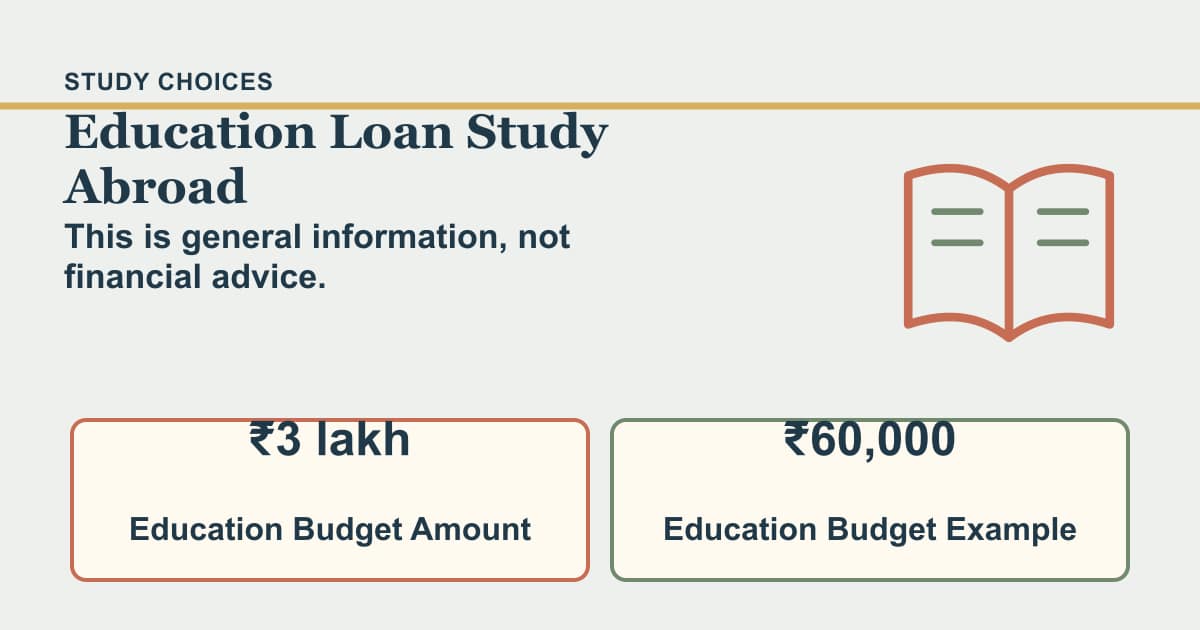 STUDY CHOICES
Education Loan Study
Abroad
This is general information, not
financial advice.
₹3 lakh
Education Budget Amount
₹60,000
Education Budget Example